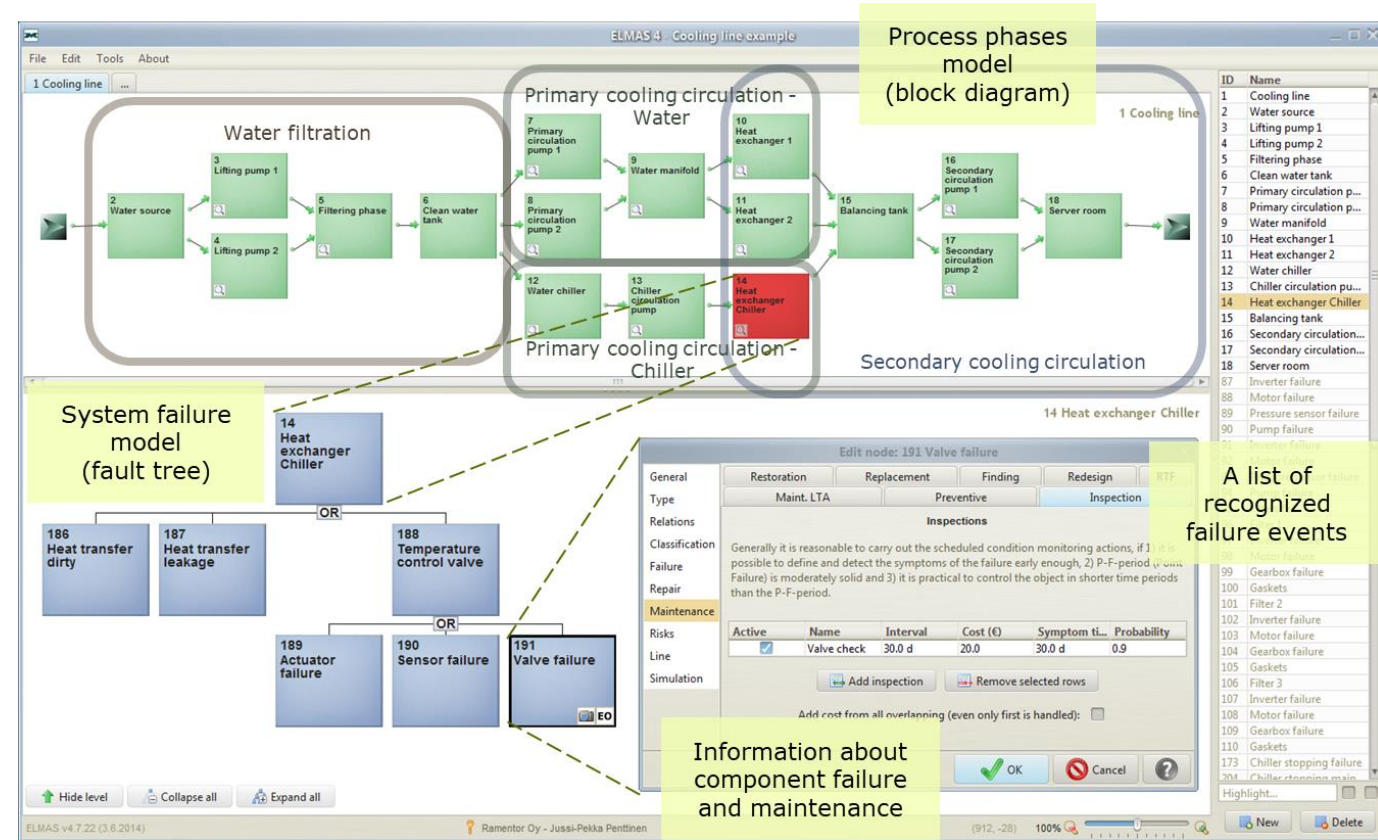 ELMAS 4 - Cooling line example
File Edit Tools About
1 Cooling line ...
Process phases
model
(block diagram)
1 Cooling line
Water filtration
Primary cooling circulation -
Water
Primary cooling circulation -
Chiller
Secondary cooling circulation
2
Water source
3
Lifting pump 1
4
Lifting pump 2
5
Filtering phase
6
Clean water
tank
7
Primary
circulation
pump 1
8
Primary
circulation
pump 2
9
Water manifold
10
Heat
exchanger 1
11
Heat
exchanger 2
12
Water chiller
13
Chiller
circulation
pump
14
Heat
exchanger
Chiller
15
Balancing tank
16
Secondary
circulation
pump 1
17
Secondary
circulation
pump 2
18
Server room
System failure
model
(fault tree)
14 Heat exchanger Chiller
14
Heat
exchanger
Chiller
OR
186
Heat transfer
dirty
187
Heat transfer
leakage
188
Temperature
control valve
OR
189
Actuator
failure
190
Sensor failure
191
Valve failure
EO
Edit node: 191 Valve failure
General
Type
Relations
Classification
Failure
Repair
Maintenance
Risks
Line
Simulation
Restoration Replacement Finding Redesign RTF
Maint. LTA Preventive Inspection
Inspections
Generally it is reasonable to carry out the scheduled condition monitoring actions, if 1) it is
possible to define and detect the symptoms of the failure early enough, 2) P-F-period (Point
Failure) is moderately solid and 3) it is practical to control the object in shorter time periods
than the P-F-period.
Active Name Interval Cost (€) Symptom ti... Probability
Valve check 30.0 d 20.0 30.0 d 0.9
Add inspection Remove selected rows
Add cost from all overlapping (even only first is handled):
OK Cancel ?
Information about
component failure
and maintenance
A list of
recognized
failure events
ID Name
1 Cooling line
2 Water source
3 Lifting pump 1
4 Lifting pump 2
5 Filtering phase
6 Clean water tank
7 Primary circulation p...
8 Primary circulation p...
9 Water manifold
10 Heat exchanger 1
11 Heat exchanger 2
12 Water chiller
13 Chiller circulation pu...
14 Heat exchanger Chiller
15 Balancing tank
16 Secondary circulation...
17 Secondary circulation...
18 Server room
87 Inverter failure
88 Motor failure
89 Pressure sensor failure
90 Pump failure
91 Inverter failure
98 Motor failure
99 Gearbox failure
100 Gaskets
101 Filter 2
102 Inverter failure
103 Motor failure
104 Gearbox failure
105 Gaskets
106 Filter 3
107 Inverter failure
108 Motor failure
109 Gearbox failure
110 Gaskets
173 Chiller stopping failure
204 Chiller stopping main...
Highlight...
New Delete
Hide level Collapse all Expand all
ELMAS v4.7.22 (3.6.2014) Ramentor Oy - Jussi-Pekka Penttinen (912, -28) 100%